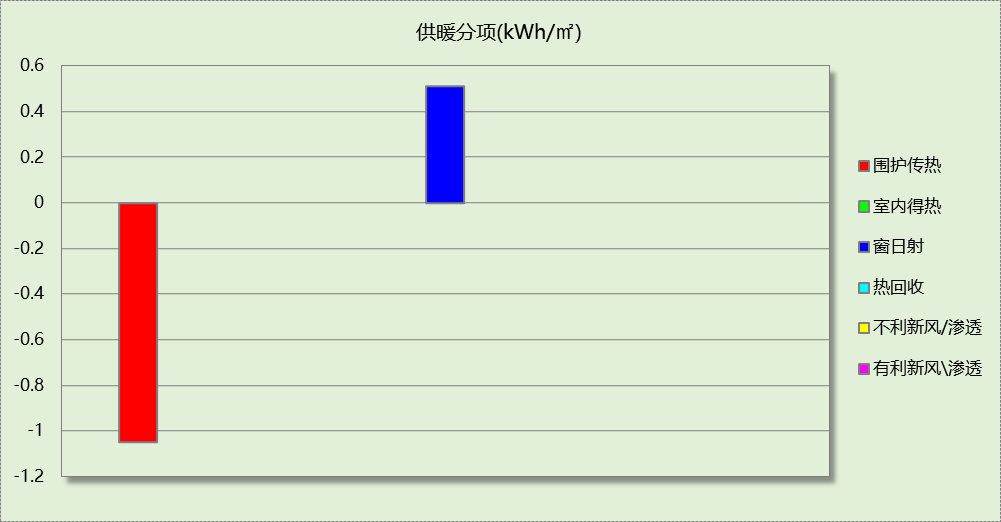 供暖分项(kWh/㎡)
0.6
0.4
0.2
0
-0.2
-0.4
-0.6
-0.8
-1
-1.2
围护传热
室内得热
窗日射
热回收
不利新风/渗透
有利新风\渗透